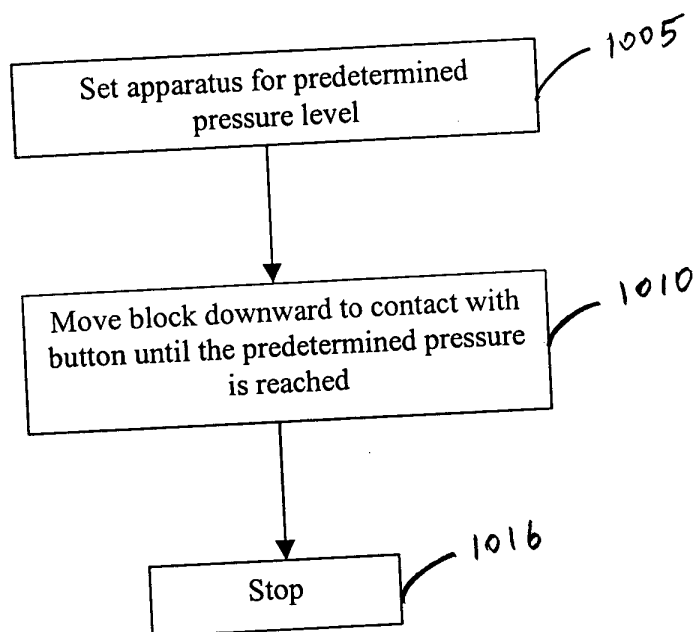 Set apparatus for predetermined
pressure level
1005
Move block downward to contact with
button until the predetermined pressure
is reached
1010
Stop
1016